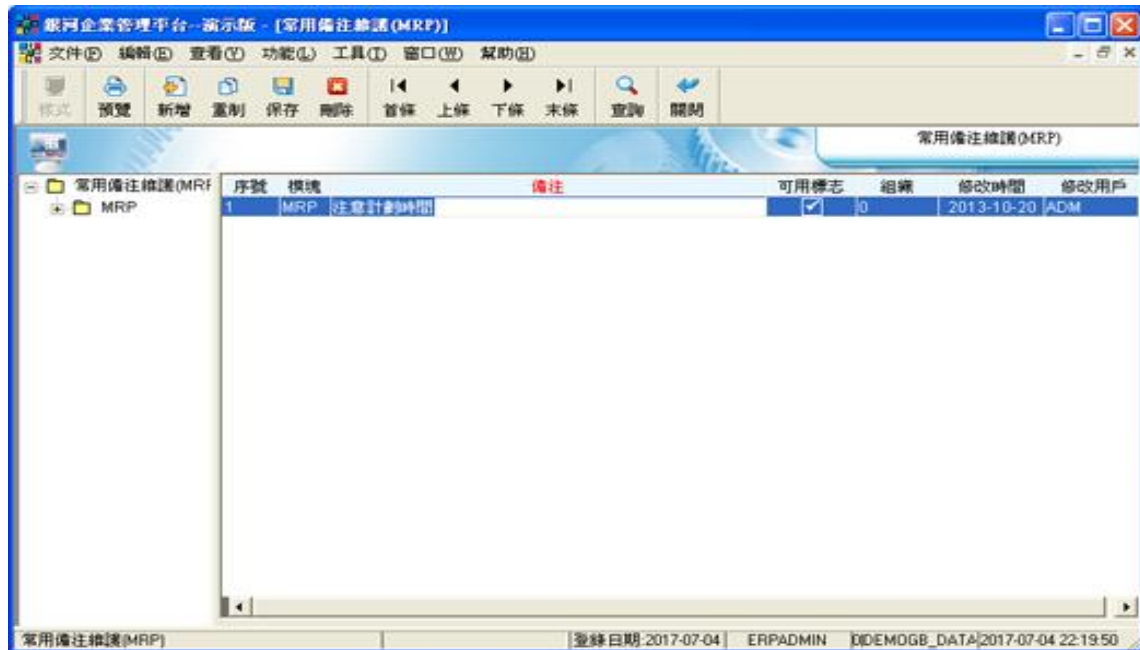 銀河企業管理平台--演示版 - [常用備注維護(MRP)]
文件(F) 編輯(E) 查看(Y) 功能(L) 工具(T) 窗口(W) 幫助(H)
樣式 預覽 新增 重制 保存 刪除 首條 上條 下條 末條 查詢 關閉
常用備注維護(MRP)
常用備注維護(MRP 序號 模塊 備注 可用標志 組織 修改時間 修改用戶
MRP 1 MRP 注意計劃時間 0 2013-10-20 ADM
常用備注維護(MRP) 登錄日期:2017-07-04 ERPADMIN DEMOGB_DATA 2017-07-04 22:19:50